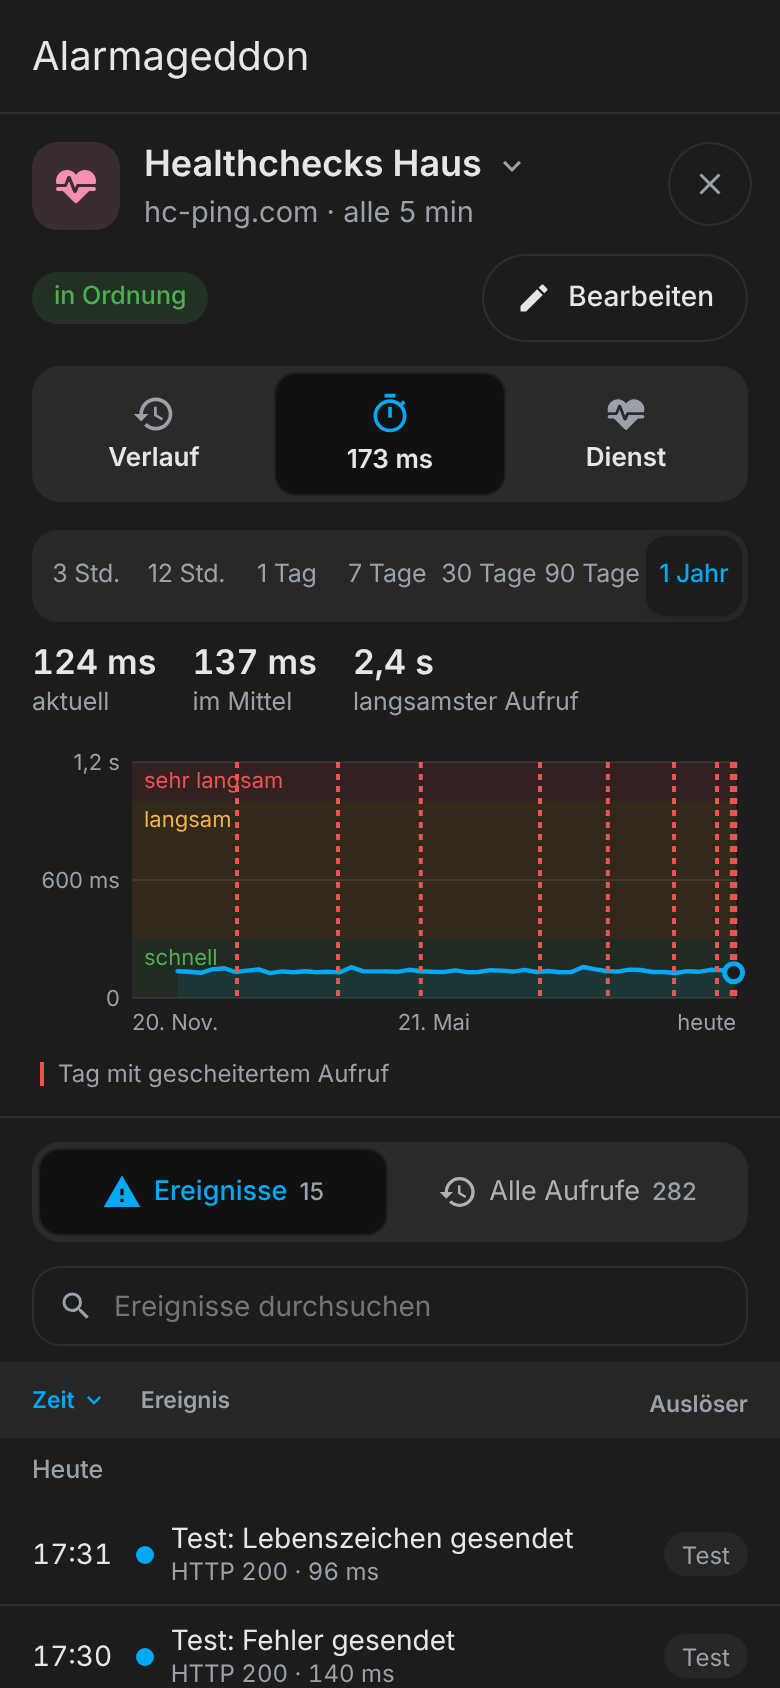 Alarmageddon
Healthchecks Haus
hc-ping.com · alle 5 min
in Ordnung
Bearbeiten
Verlauf
173 ms
Dienst
3 Std. 12 Std. 1 Tag 7 Tage 30 Tage 90 Tage 1 Jahr
124 ms 137 ms 2,4 s
aktuell im Mittel langsamster Aufruf
1,2 s
sehr langsam
langsam
600 ms
schnell
0
20. Nov. 21. Mai heute
Tag mit gescheitertem Aufruf
Ereignisse 15 Alle Aufrufe 282
Ereignisse durchsuchen
Zeit Ereignis Auslöser
Heute
17:31 Test: Lebenszeichen gesendet Test
HTTP 200 · 96 ms
17:30 Test: Fehler gesendet Test
HTTP 200 · 140 ms